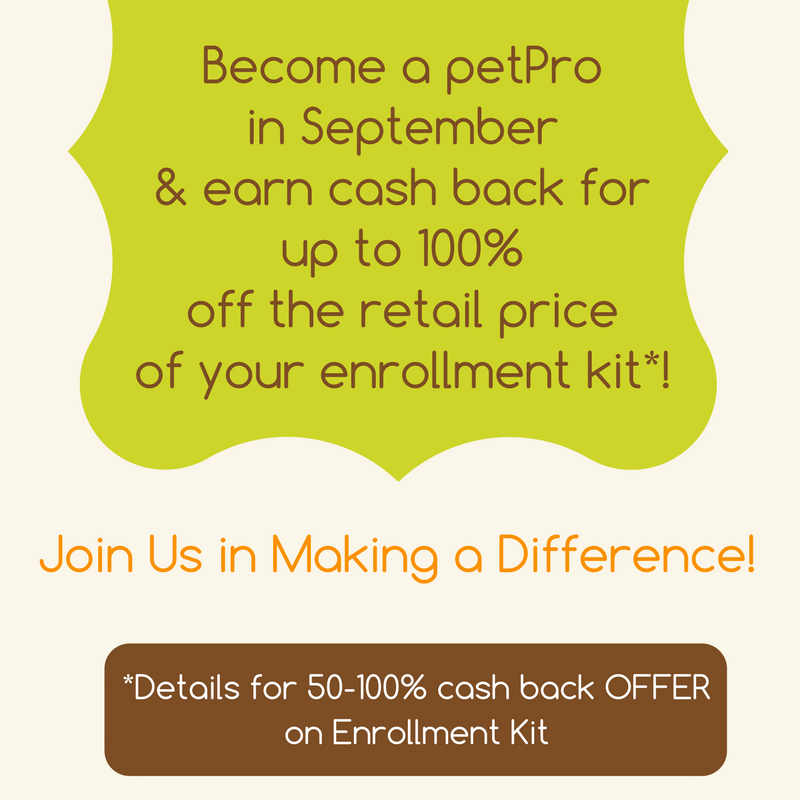 Become a petPro
in September
& earn cash back for
up to 100%
off the retail price
of your enrollment kit*!
Join Us in Making a Difference!
*Details for 50-100% cash back OFFER
on Enrollment Kit